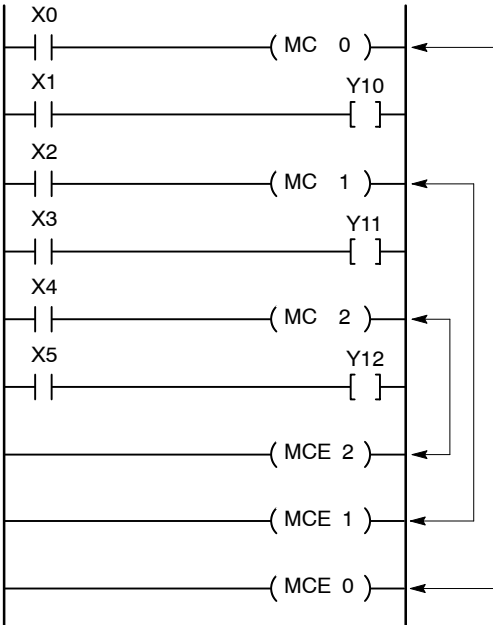 X0
(MC 0)
X1
Y10
[ ]
X2
(MC 1)
X3
Y11
[ ]
X4
(MC 2)
X5
Y12
[ ]
(MCE 2)
(MCE 1)
(MCE 0)